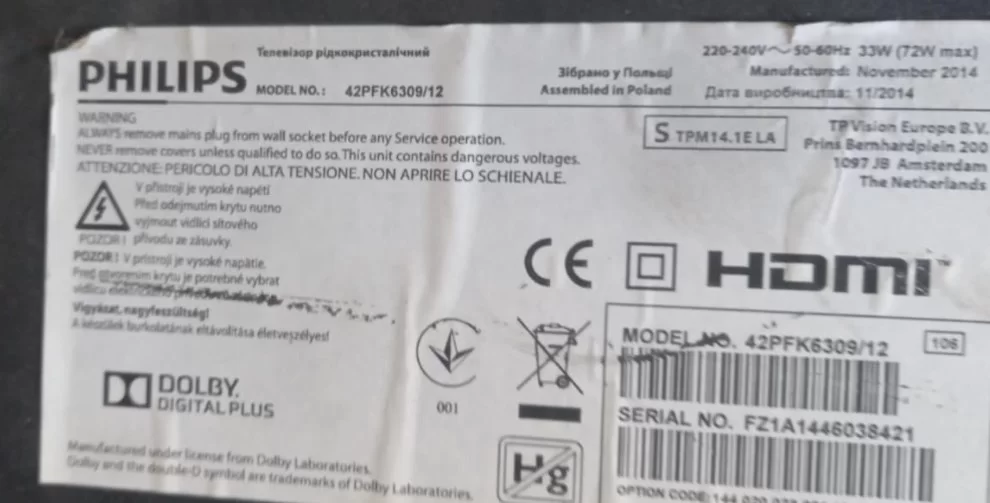 Телевізор рідкокристалічний
PHILIPS
MODEL NO.: 42PFK6309/12
Зібрано у Польщі
Assembled in Poland
220-240V~ 50-60Hz 33W (72W max)
Manufactured: November 2014
Дата виробництва: 11/2014
WARNING
ALWAYS remove mains plug from wall socket before any Service operation.
NEVER remove covers unless qualified to do so. This unit contains dangerous voltages.
ATTENZIONE: PERICOLO DI ALTA TENSIONE. NON APRIRE LO SCHIENALE.
S TPM14.1E LA
TP Vision Europe B.V.
Prins Bernhardplein 200
1097 JB Amsterdam
The Netherlands
V přístroji je vysoké napětí
Před odejmutím krytu nutno
vyjmout vidlici síťového
POZOR! přívodu ze zásuvky.
POZOR! V prístroji je vysoké napätie.
Pred otvorením krytu je potrebné vybrat
vidlicu elektrického
Vigyázat, nagyfeszültség!
A készülék burkolatának eltávolítása életveszélyes!
CE
HDMI
DOLBY.
DIGITAL PLUS
001
Manufactured under license from Dolby Laboratories.
Dolby and the double-D symbol are trademarks of Dolby Laboratories.
Hg
MODEL NO. 42PFK6309/12
106
SERIAL NO. FZ1A1446038421
OPTION CODE: 144